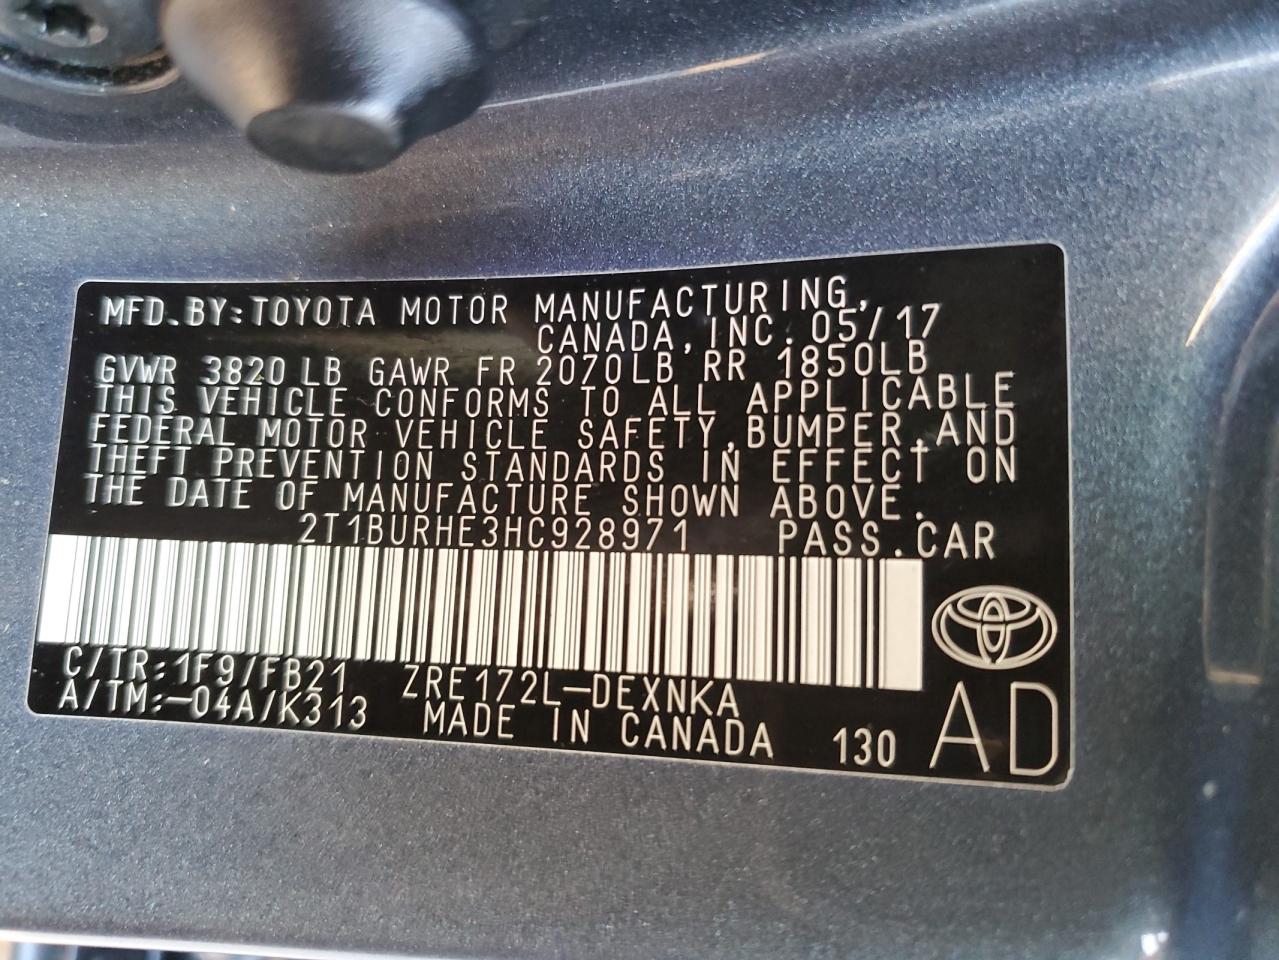 MFD.BY:TOYOTA MOTOR MANUFACTURING,
CANADA,INC. 05/17
GVWR 3820 LB GAWR FR 2070LB RR 1850LB
THIS VEHICLE CONFORMS TO ALL APPLICABLE
FEDERAL MOTOR VEHICLE SAFETY,BUMPER,AND
THEFT PREVENTION STANDARDS IN EFFECT ON
THE DATE OF MANUFACTURE SHOWN ABOVE.
2T1BURHE3HC928971 PASS.CAR
C/TR:1F9/FB21 ZRE172L-DEXNKA
A/TM:-04A/K313 MADE IN CANADA 130 AD